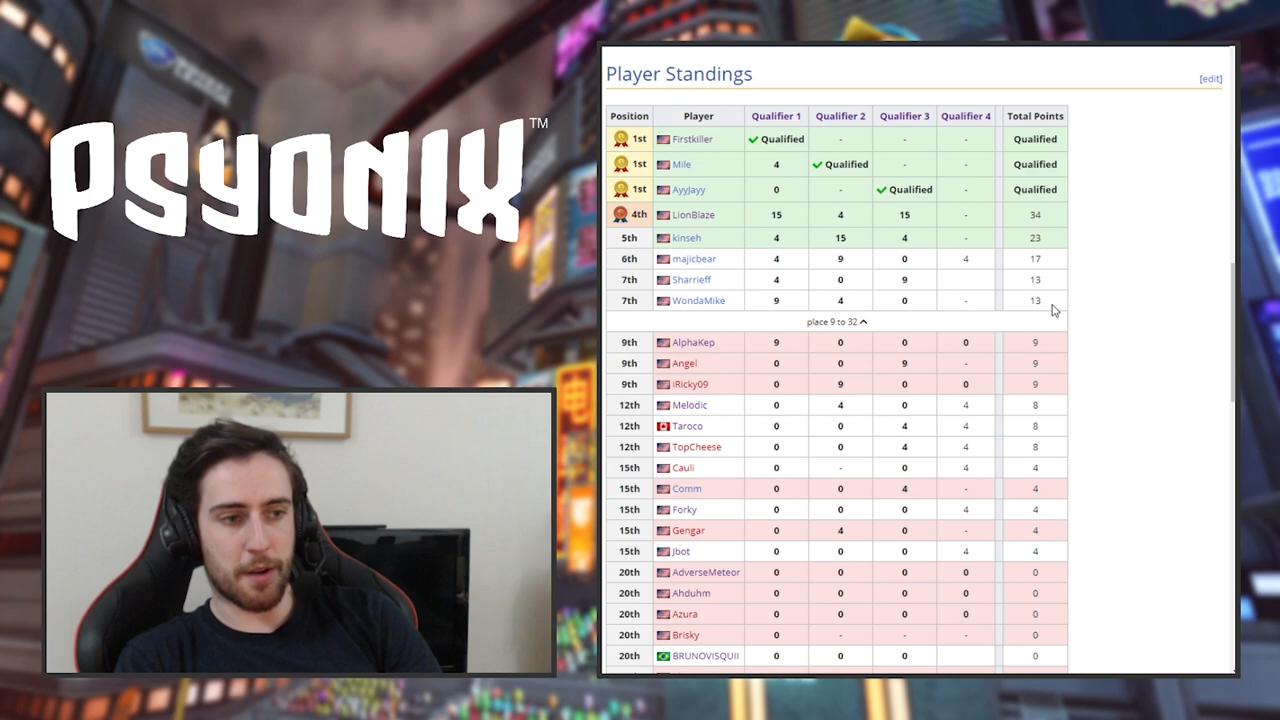 PSYONIX™
Player Standings [edit]
Position Player Qualifier 1 Qualifier 2 Qualifier 3 Qualifier 4 Total Points
1st Firstkiller Qualified - - - Qualified
1st Mile 4 Qualified - - Qualified
1st AyyJayy 0 - Qualified - Qualified
4th LionBlaze 15 4 15 - 34
5th kinseh 4 15 4 - 23
6th majicbear 4 9 0 4 17
7th Sharrieff 4 0 9 13
7th WondaMike 9 4 0 - 13
place 9 to 32
9th AlphaKep 9 0 0 0 9
9th Angel 0 0 9 - 9
9th iRicky09 0 9 0 0 9
12th Melodic 0 4 0 4 8
12th Taroco 0 0 4 4 8
12th TopCheese 0 0 4 4 8
15th Cauli 0 - 0 4 4
15th Comm 0 0 4 - 4
15th Forky 0 0 0 4 4
15th Gengar 0 4 0 - 4
15th Jbot 0 0 0 4 4
20th AdverseMeteor 0 0 0 0 0
20th Ahduhm 0 0 0 0 0
20th Azura 0 0 0 0 0
20th Brisky 0 - - - 0
20th BRUNOVISQUII 0 0 0 0